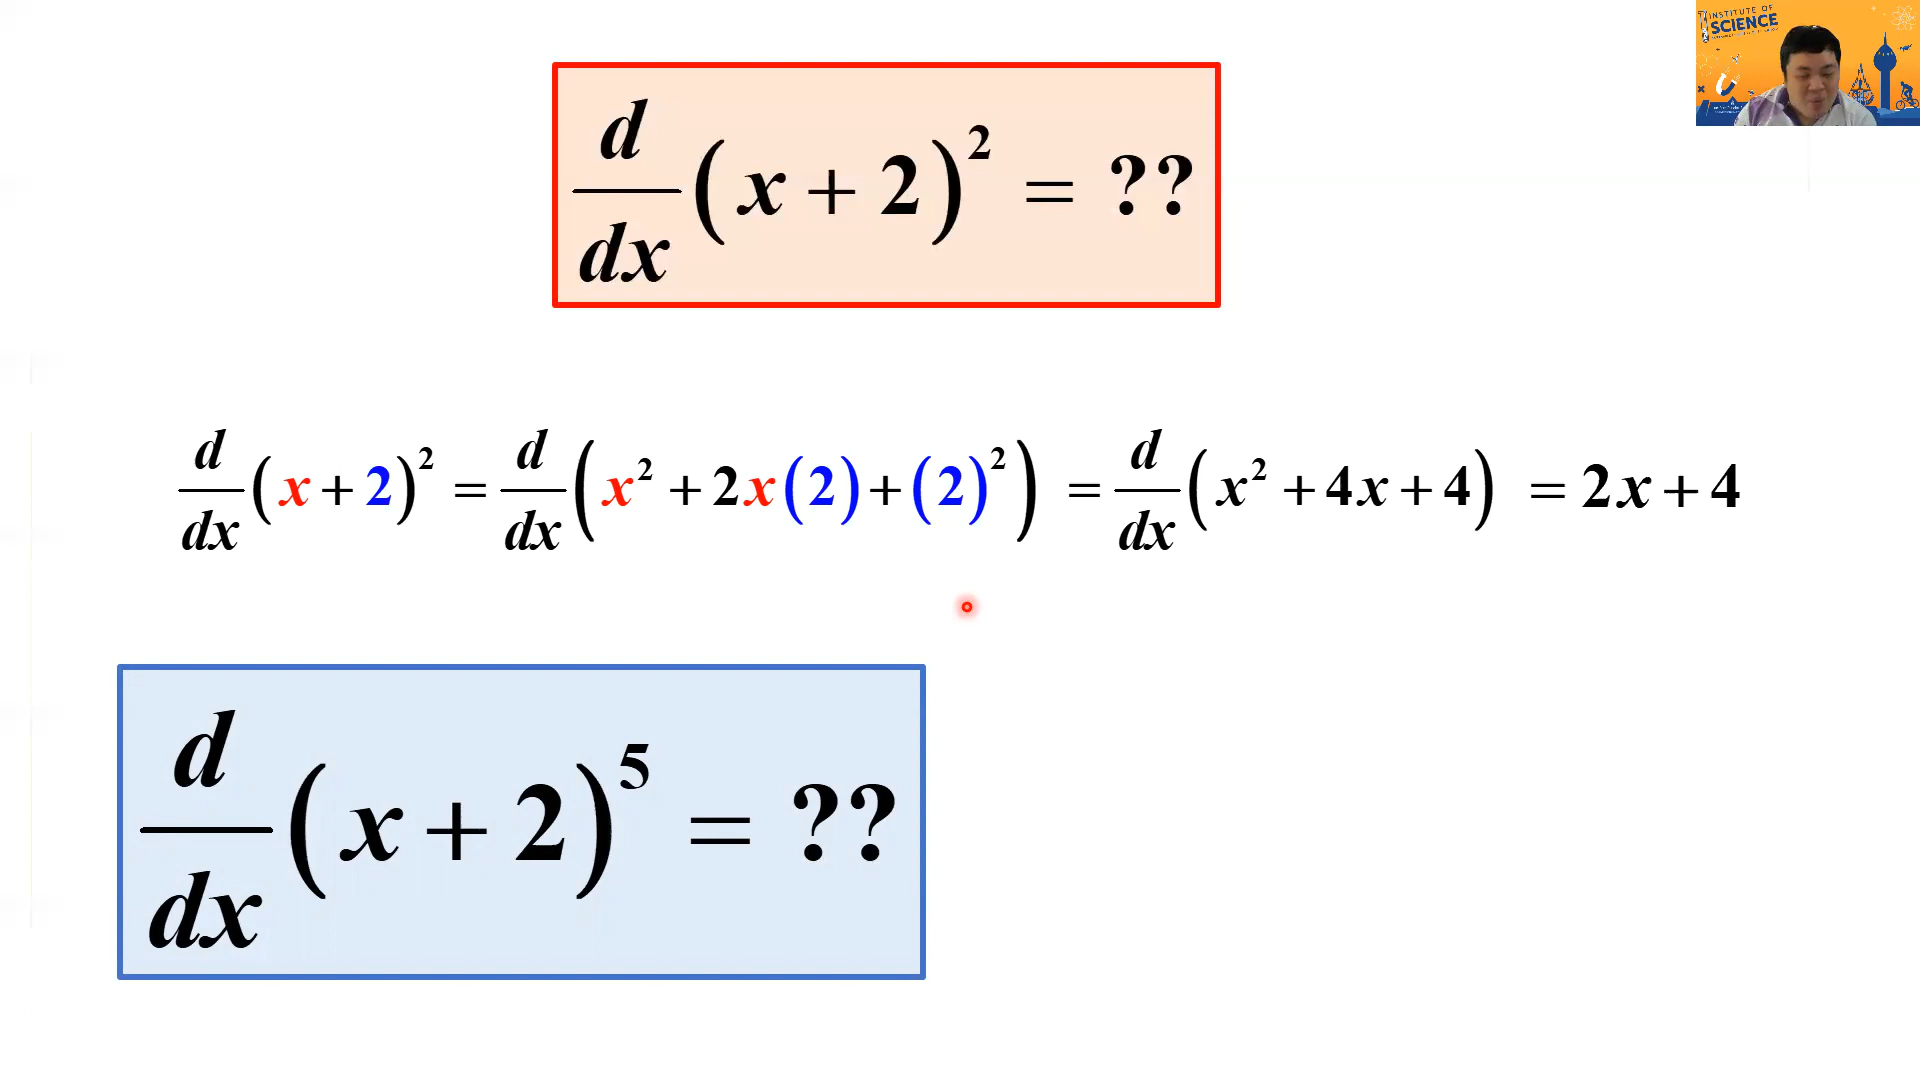 INSTITUTE OF
SCIENCE
d/dx (x + 2)^2 = ??
d/dx (x + 2)^2 = d/dx (x^2 + 2x(2) + (2)^2) = d/dx (x^2 + 4x + 4) = 2x + 4
d/dx (x + 2)^5 = ??